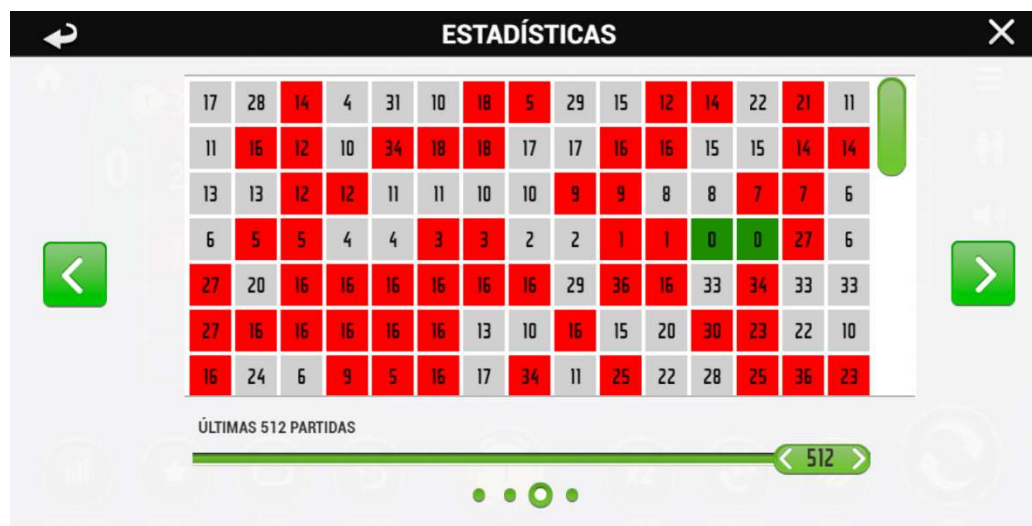 ESTADÍSTICAS
17 28 14 4 31 10 18 5 29 15 12 14 22 21 11
11 16 12 10 34 18 18 17 17 16 16 15 15 14 14
13 13 12 12 11 11 10 10 9 9 8 8 7 7 6
6 5 5 4 4 3 3 2 2 1 1 0 0 27 6
27 20 16 16 16 16 16 16 29 36 16 33 34 33 33
27 16 16 16 16 16 13 10 16 15 20 30 23 22 10
16 24 6 9 5 16 17 34 11 25 22 28 25 36 23
ÚLTIMAS 512 PARTIDAS
512